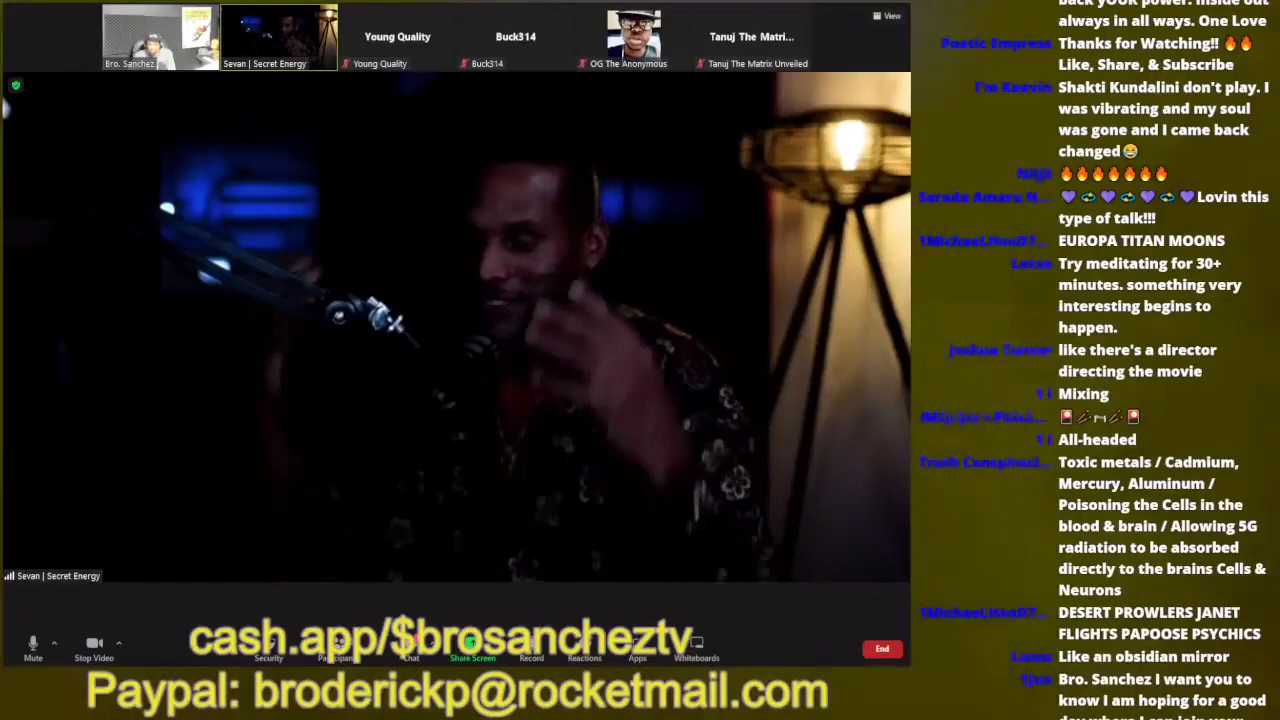 View
Young Quality
Buck314
Tanuj The Matri...
Bro. Sanchez
Sevan | Secret Energy
Young Quality
Buck314
OG The Anonymous
Tanuj The Matrix Unveiled
Sevan | Secret Energy
Mute
Stop Video
Security
Chat
Share Screen
Record
Reactions
Apps
Whiteboards
End
cash.app/$brosancheztv
Paypal: broderickp@rocketmail.com
back yOUR power. Inside out
always in all ways. One Love
Poetic Empress Thanks for Watching!! 🔥🔥
Like, Share, & Subscribe
I'm Keevin Shakti Kundalini don't play. I
was vibrating and my soul
was gone and I came back
changed😂
🔥🔥🔥🔥🔥🔥🔥
💜💜💜💜Lovin this
type of talk!!!
EUROPA TITAN MOONS
Try meditating for 30+
minutes. something very
interesting begins to
happen.
Joshua Turner like there's a director
directing the movie
Mixing
All-headed
Toxic metals / Cadmium,
Mercury, Aluminum /
Poisoning the Cells in the
blood & brain / Allowing 5G
radiation to be absorbed
directly to the brains Cells &
Neurons
DESERT PROWLERS JANET
FLIGHTS PAPOOSE PSYCHICS
Like an obsidian mirror
Bro. Sanchez I want you to
know I am hoping for a good